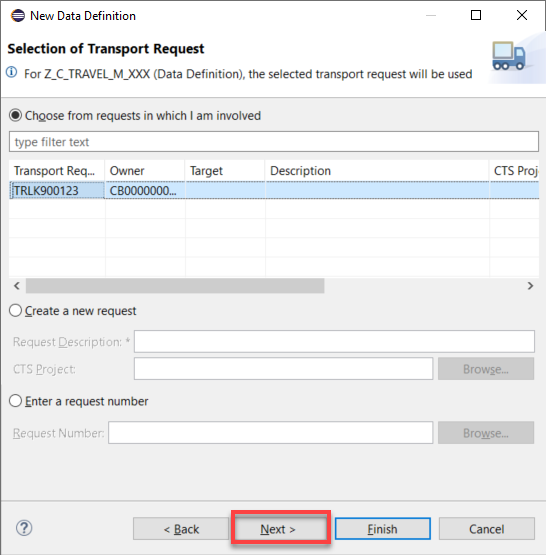 New Data Definition
Selection of Transport Request
For Z_C_TRAVEL_M_XXX (Data Definition), the selected transport request will be used
Choose from requests in which I am involved
type filter text
Transport Req... Owner Target Description CTS Proj
TRLK900123 CB0000000...
Create a new request
Request Description: *
CTS Project: Browse...
Enter a request number
Request Number: Browse...
? < Back Next > Finish Cancel